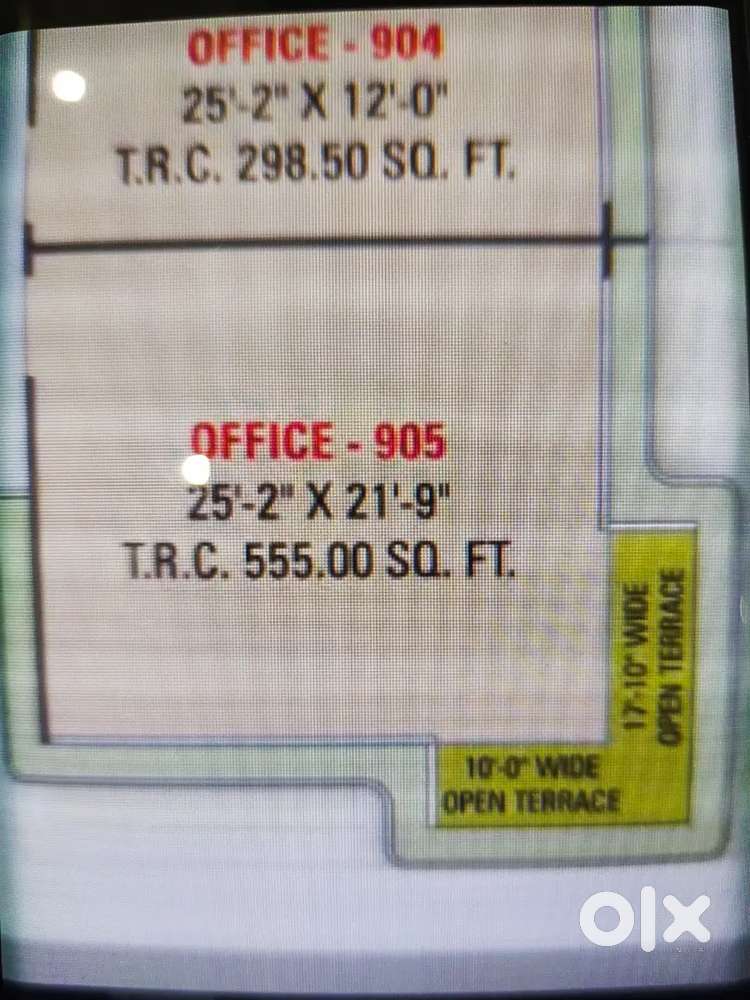 OFFICE - 904
25'-2" X 12'-0"
T.R.C. 298.50 SQ. FT.
OFFICE - 905
25'-2" X 21'-9"
T.R.C. 555.00 SQ. FT.
17'-10" WIDE
OPEN TERRACE
10'-0" WIDE
OPEN TERRACE
olx